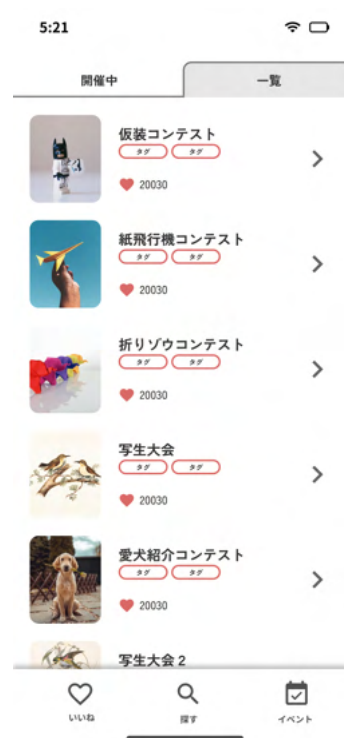 5:21
開催中 一覧
仮装コンテスト
タグ タグ
20030
紙飛行機コンテスト
タグ タグ
20030
折りゾウコンテスト
タグ タグ
20030
写生大会
タグ タグ
20030
愛犬紹介コンテスト
タグ タグ
20030
写生大会2
いいね 探す イベント